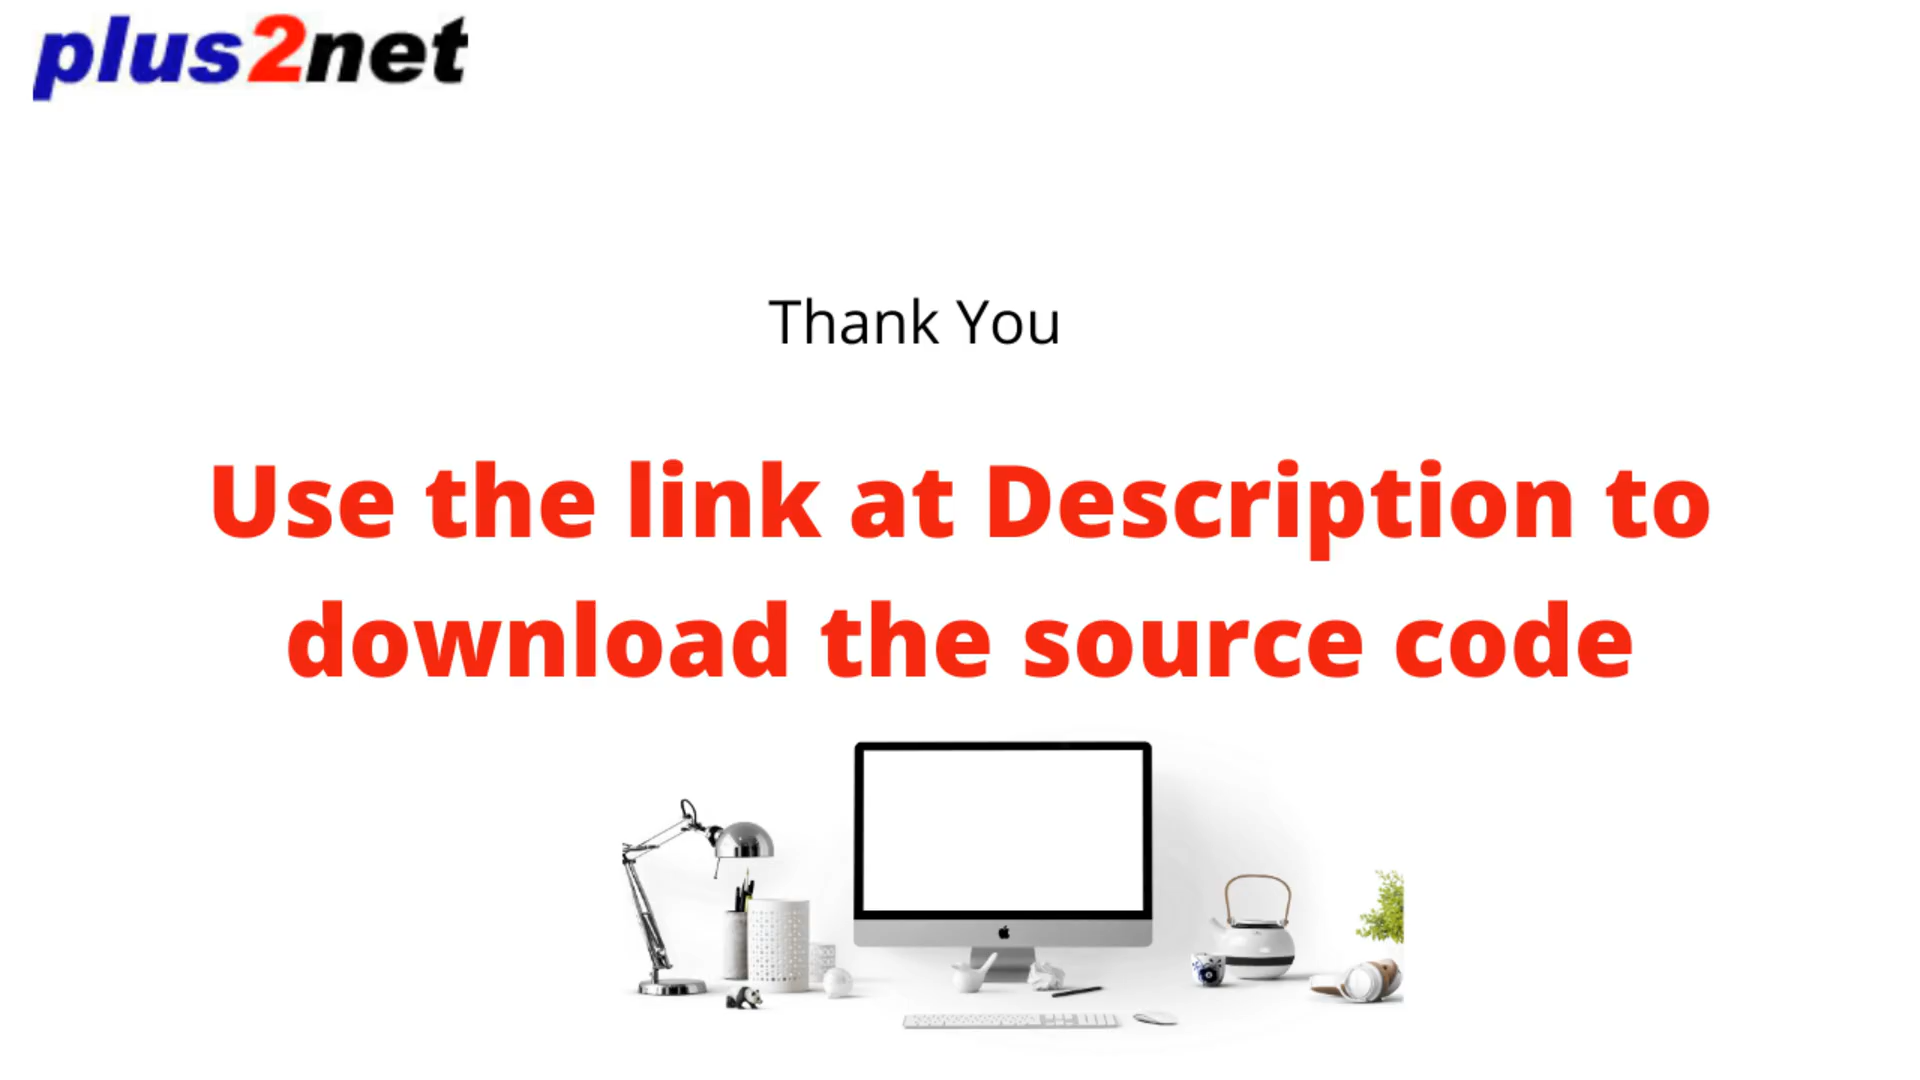 plus2net
Thank You
Use the link at Description to
download the source code